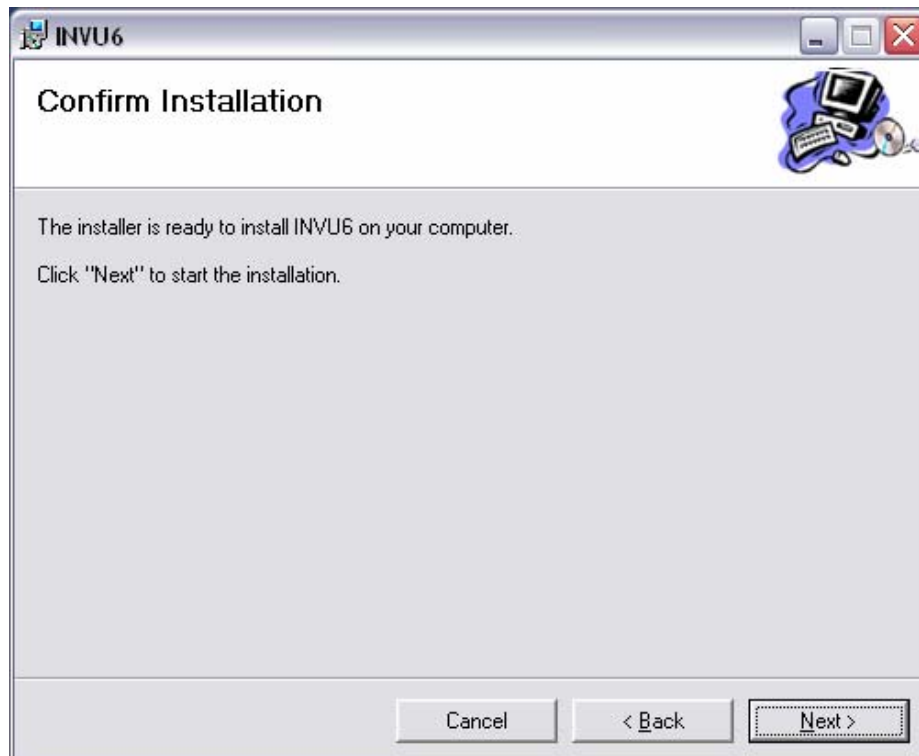 INVU6
Confirm Installation
The installer is ready to install INVU6 on your computer.
Click "Next" to start the installation.
Cancel
< Back
Next >